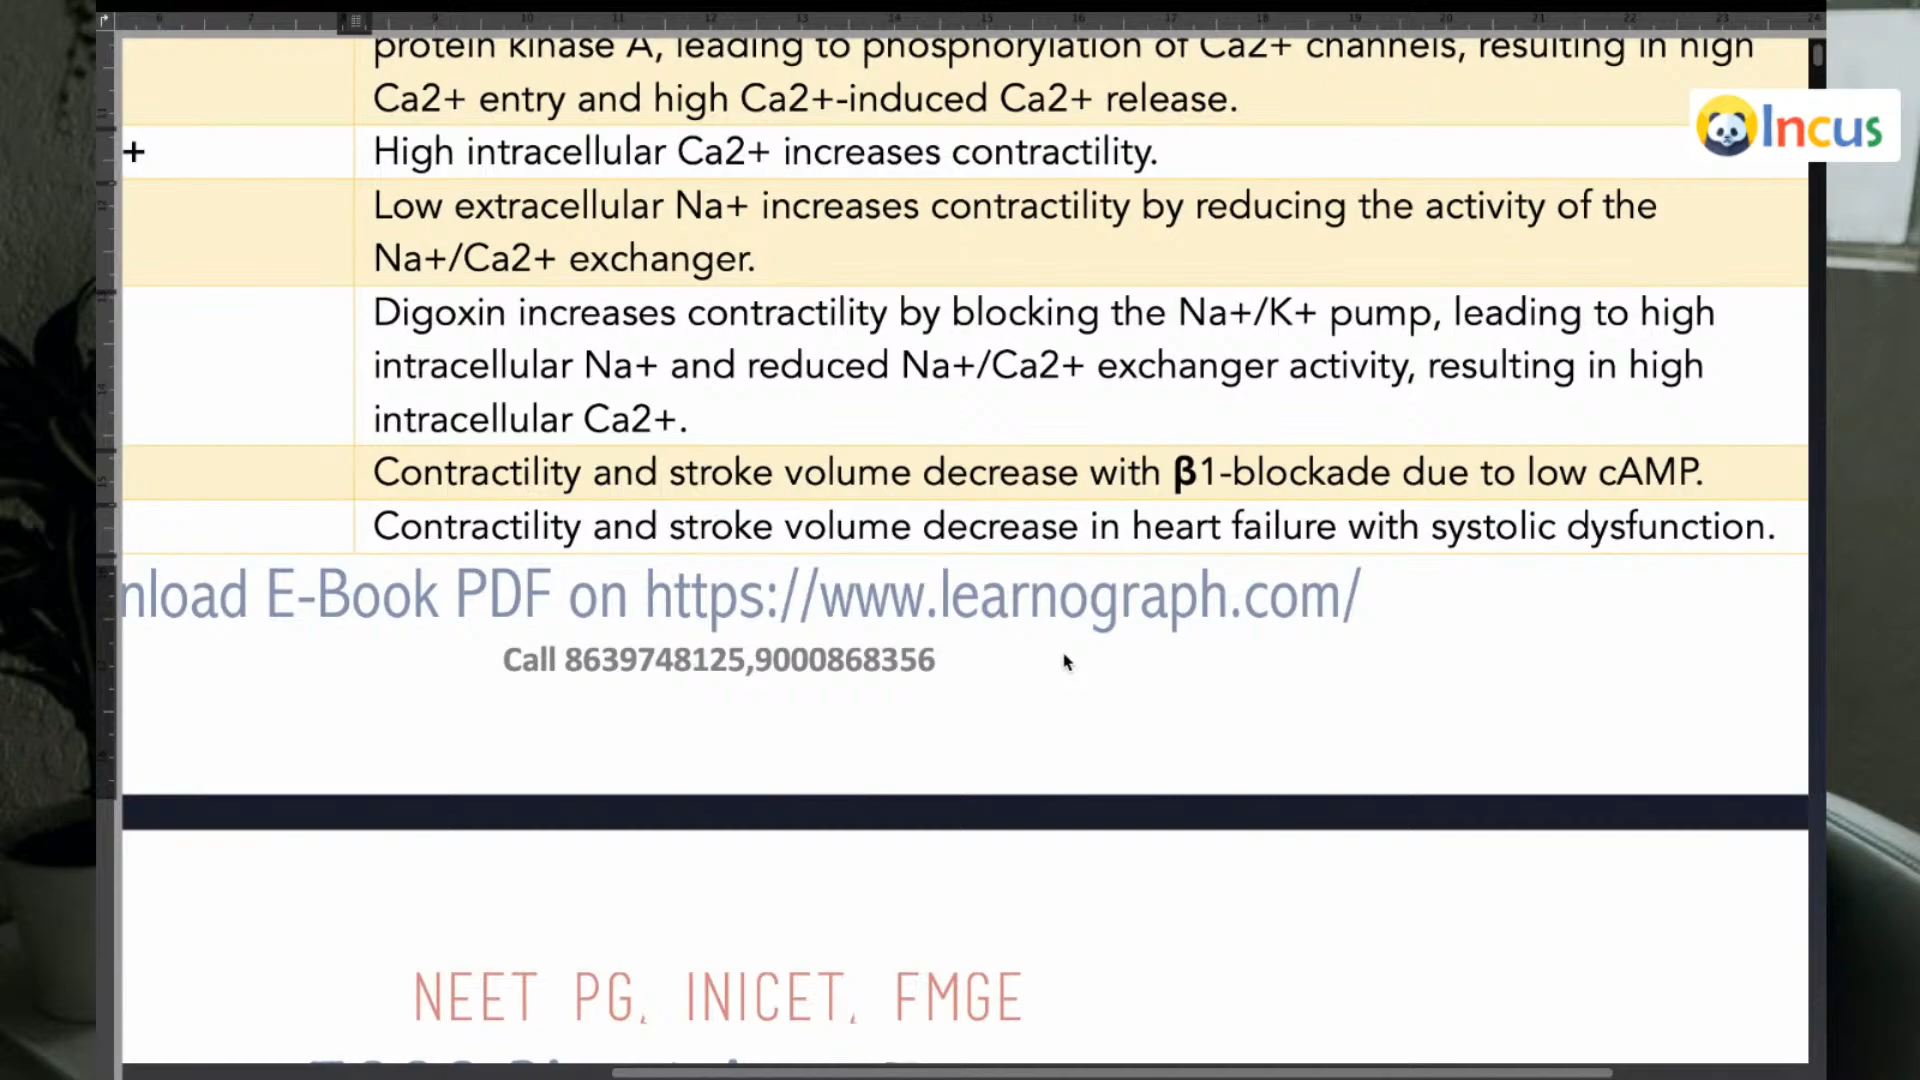 protein kinase A, leading to phosphorylation of Ca2+ channels, resulting in high
Ca2+ entry and high Ca2+-induced Ca2+ release.
Incus
+
High intracellular Ca2+ increases contractility.
Low extracellular Na+ increases contractility by reducing the activity of the
Na+/Ca2+ exchanger.
Digoxin increases contractility by blocking the Na+/K+ pump, leading to high
intracellular Na+ and reduced Na+/Ca2+ exchanger activity, resulting in high
intracellular Ca2+.
Contractility and stroke volume decrease with β1-blockade due to low cAMP.
Contractility and stroke volume decrease in heart failure with systolic dysfunction.
nload E-Book PDF on https://www.learnograph.com/
Call 8639748125,9000868356
NEET PG, INICET, FMGE